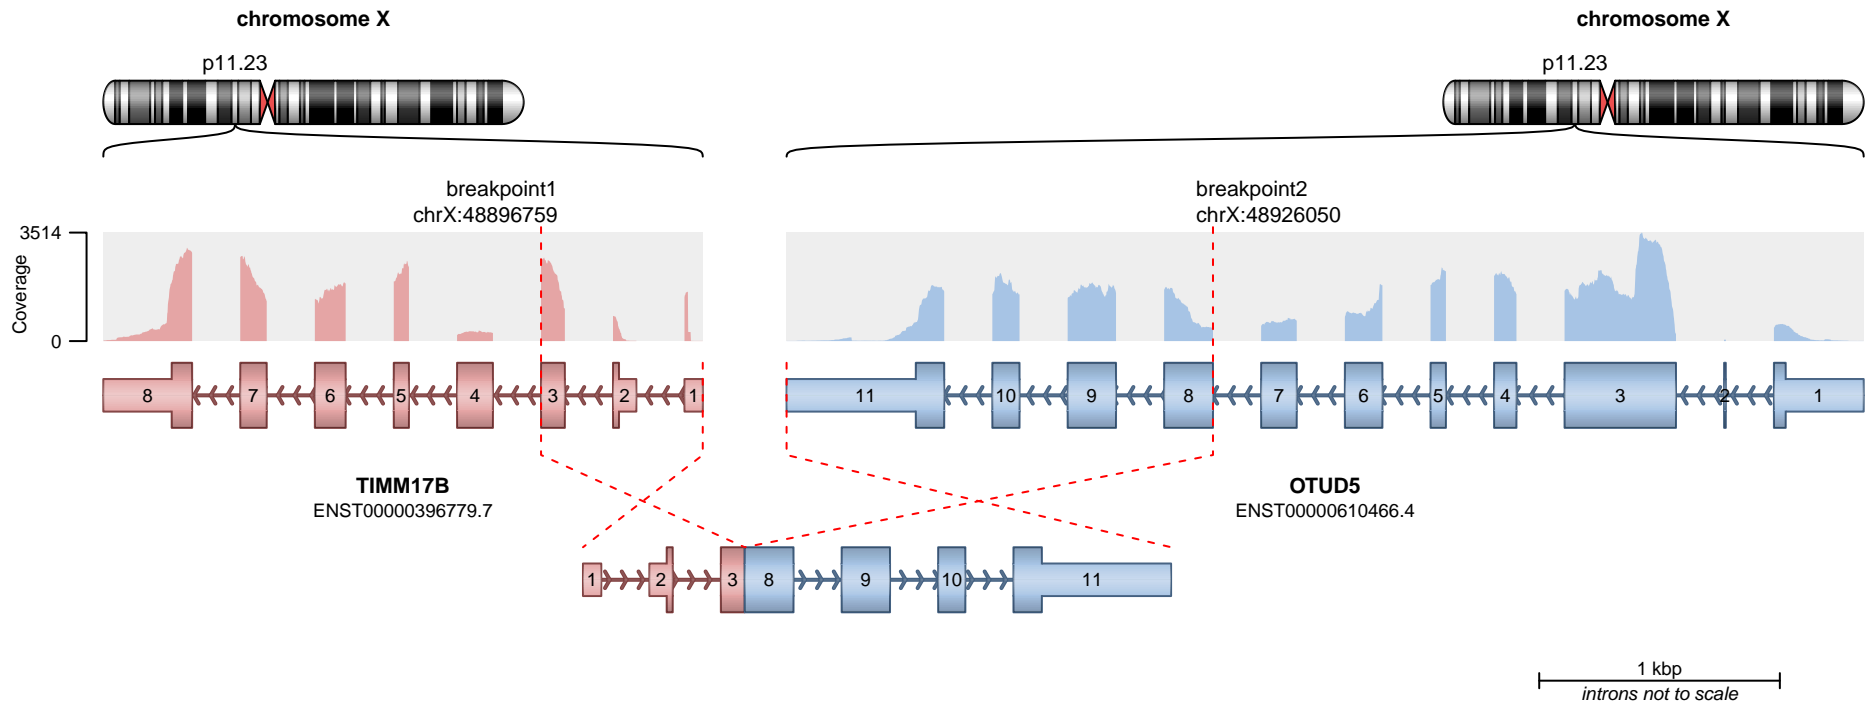 chromosome X
chromosome X
p11.23
p11.23
breakpoint1
chrX:48896759
breakpoint2
chrX:48926050
3514
Coverage
0
8 7 6 5 4 3 2 1
11 10 9 8 7 6 5 4 3 2 1
TIMM17B
ENST00000396779.7
OTUD5
ENST00000610466.4
1 2 3 8 9 10 11
1 kbp
introns not to scale